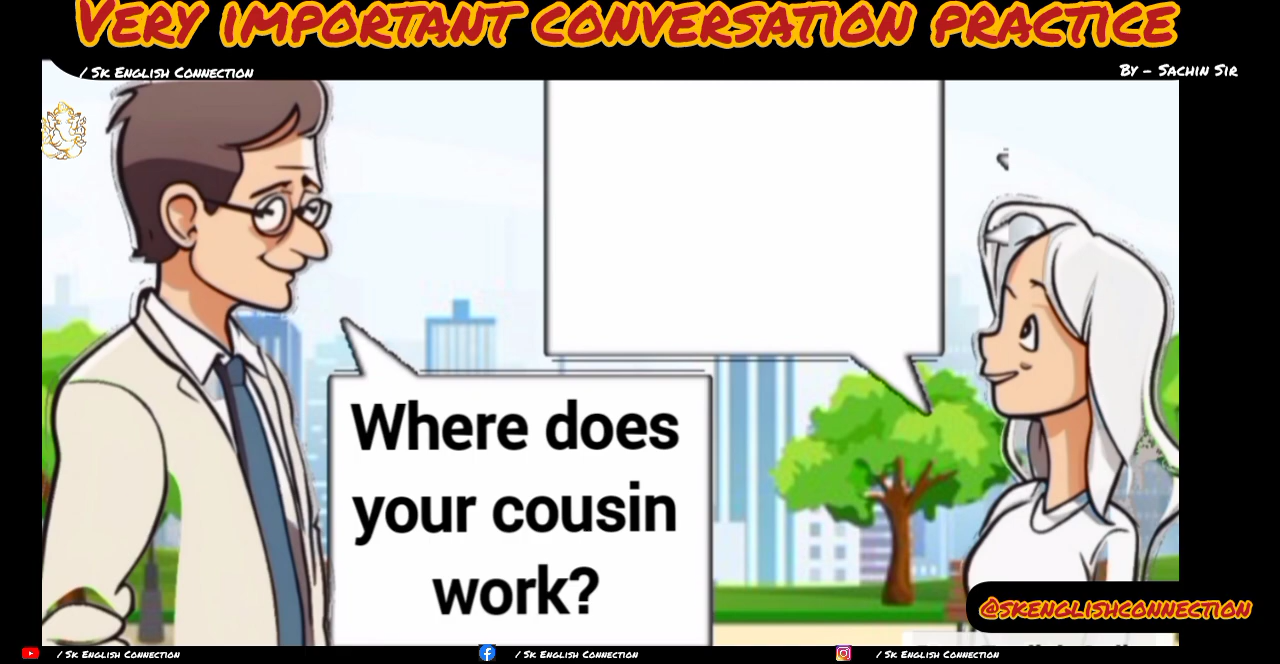 Very important conversation practice
/ Sk English Connection
By - Sachin Sir
Where does
your cousin
work?
@skenglishconnection
/ Sk English Connection
/ Sk English Connection
/ Sk English Connection